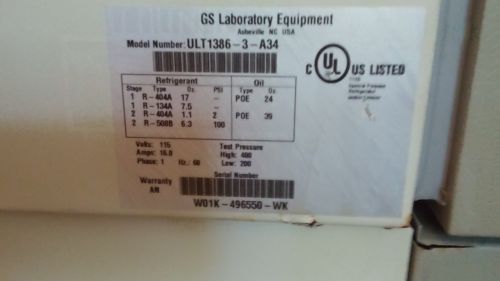 GS Laboratory Equipment
Asheville NC USA
Model Number: ULT1386-3-A34
C UL US LISTED
Refrigerant Oil
Stage Type Oz. PSI Type Oz.
1 R-404A 17 - POE 24
1 R-134A 7.5 -
2 R-404A 1.1 2 POE 39
2 R-508B 6.3 100
Volts: 115 Test Pressure
Amps: 16.0 High: 400
Phase: 1 Hz. 60 Low: 200
Serial Number
Warranty
AN
W01K-496550-WK